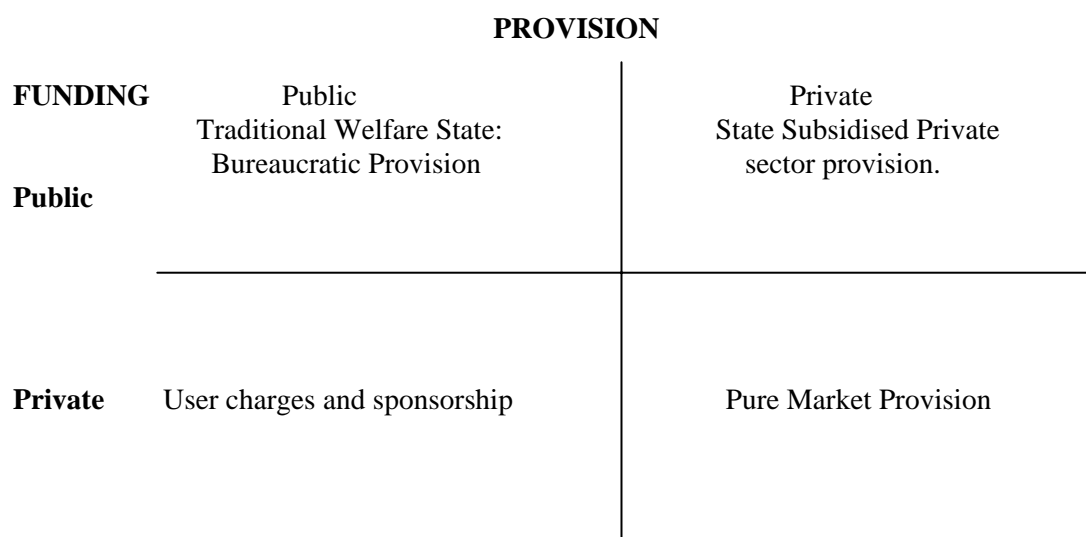 PROVISION
FUNDING Public Private
Traditional Welfare State: State Subsidised Private
Bureaucratic Provision sector provision.
Public
Private User charges and sponsorship Pure Market Provision